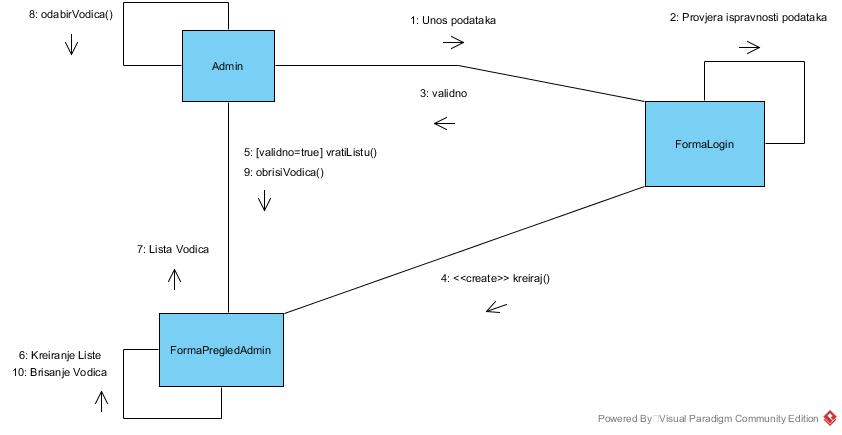 8: odabirVodica()
1: Unos podataka
2: Provjera ispravnosti podataka
Admin
3: validno
FormaLogin
5: [validno=true] vratiListu()
9: obrisiVodica()
7: Lista Vodica
4: <<create>> kreiraj()
FormaPregledAdmin
6: Kreiranje Liste
10: Brisanje Vodica
Powered By Visual Paradigm Community Edition